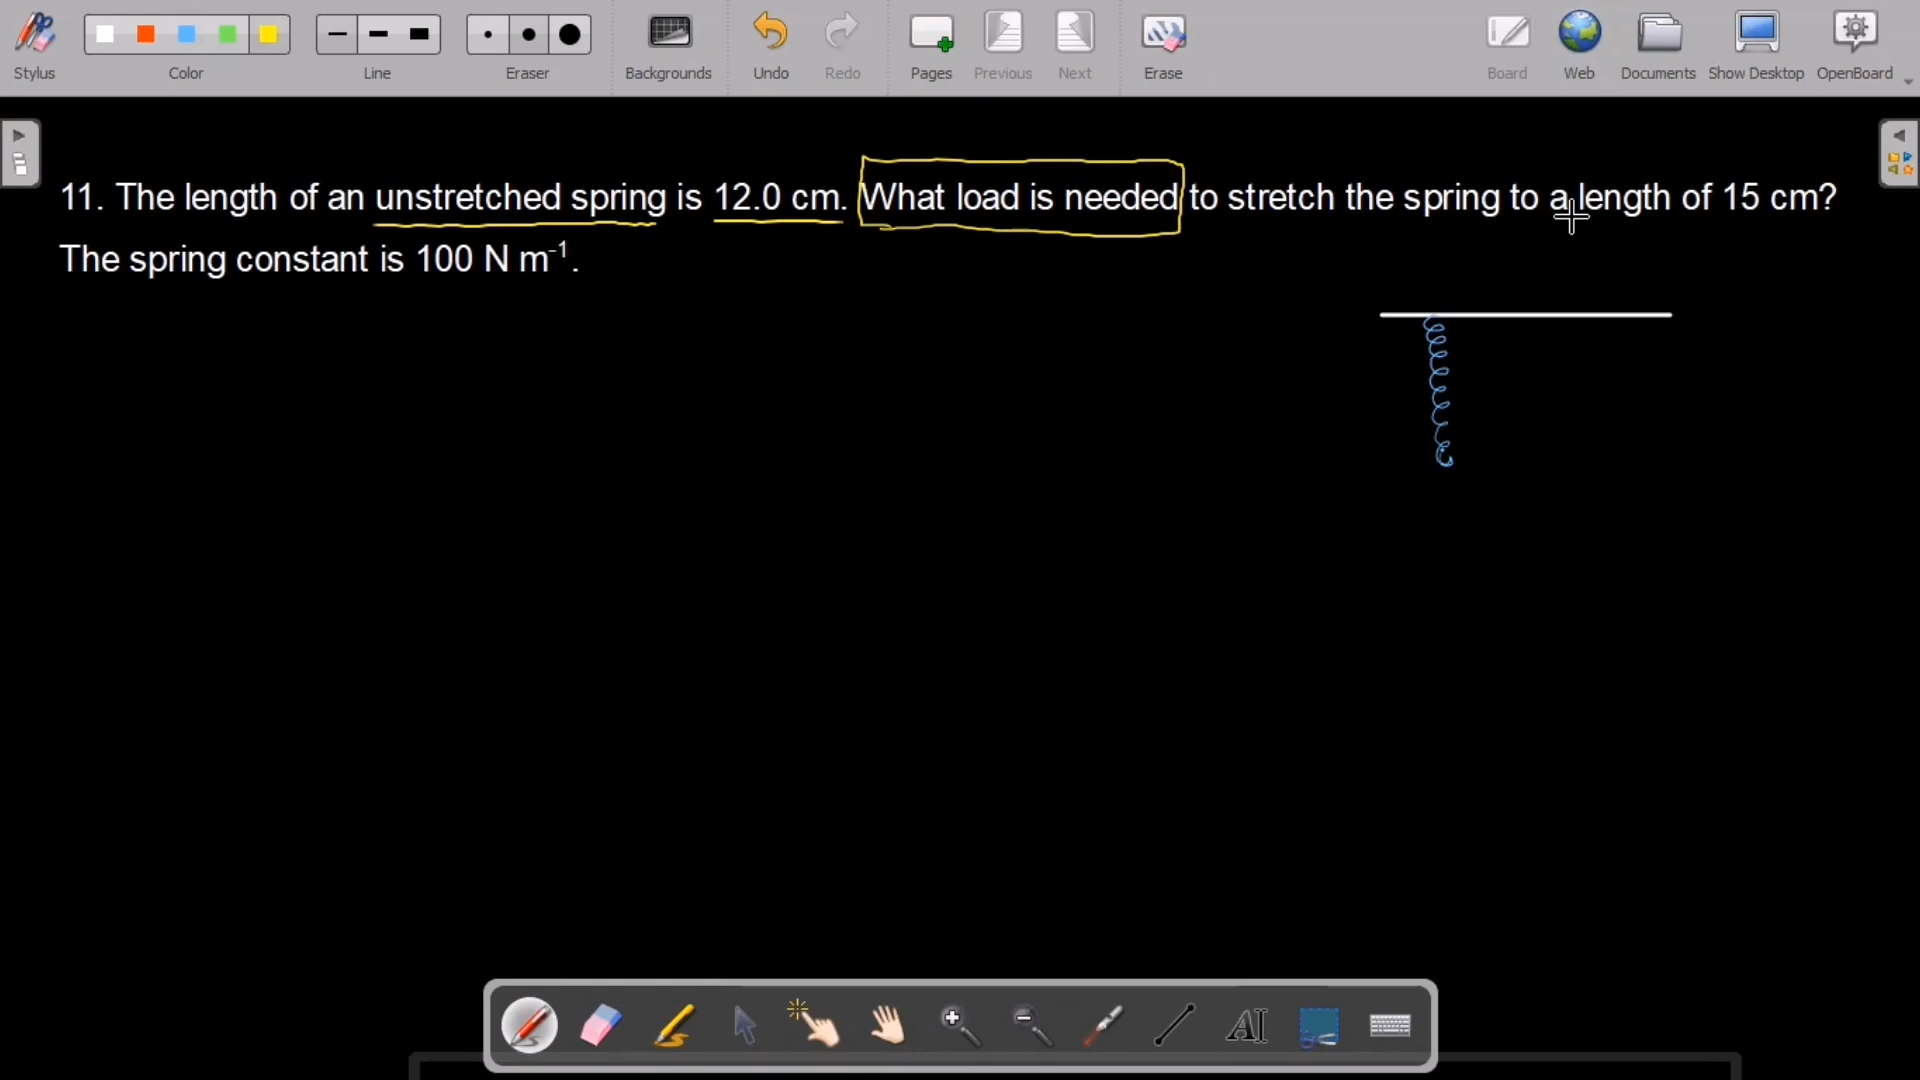 Stylus Color Line Eraser Backgrounds Undo Redo Pages Previous Next Erase Board Web Documents Show Desktop OpenBoard
11. The length of an unstretched spring is 12.0 cm. What load is needed to stretch the spring to a length of 15 cm?
The spring constant is 100 N m⁻¹.
AI